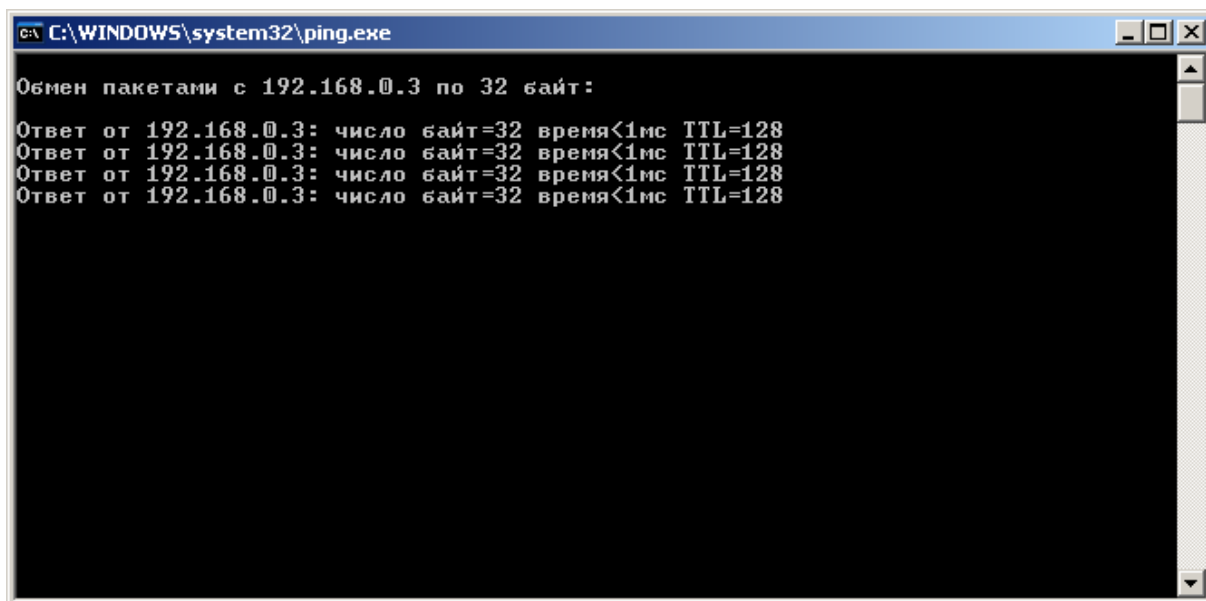 C:\WINDOWS\system32\ping.exe
Обмен пакетами с 192.168.0.3 по 32 байт:
Ответ от 192.168.0.3: число байт=32 время<1мс TTL=128
Ответ от 192.168.0.3: число байт=32 время<1мс TTL=128
Ответ от 192.168.0.3: число байт=32 время<1мс TTL=128
Ответ от 192.168.0.3: число байт=32 время<1мс TTL=128